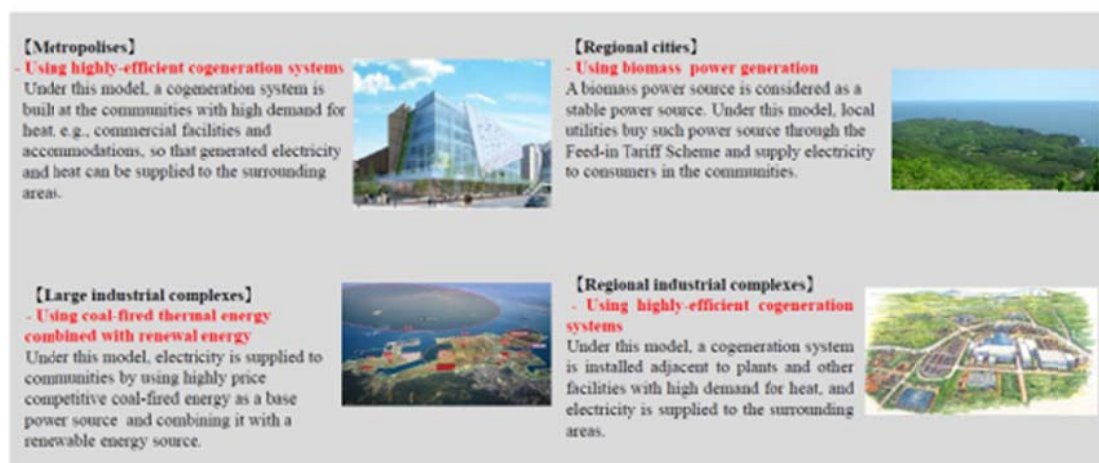 【Metropolises】
- Using highly-efficient cogeneration systems
Under this model, a cogeneration system is
built at the communities with high demand for
heat, e.g., commercial facilities and
accommodations, so that generated electricity
and heat can be supplied to the surrounding
areas.
【Regional cities】
- Using biomass power generation
A biomass power source is considered as a
stable power source. Under this model, local
utilities buy such power source through the
Feed-in Tariff Scheme and supply electricity
to consumers in the communities.
【Large industrial complexes】
- Using coal-fired thermal energy
combined with renewal energy
Under this model, electricity is supplied to
communities by using highly price
competitive coal-fired energy as a base
power source and combining it with a
renewable energy source.
【Regional industrial complexes】
- Using highly-efficient cogeneration
systems
Under this model, a cogeneration system
is installed adjacent to plants and other
facilities with high demand for heat, and
electricity is supplied to the surrounding
areas.